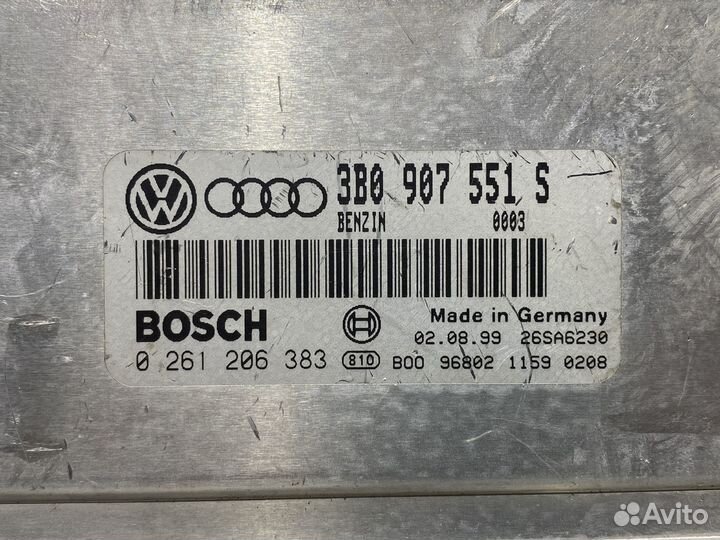 3B0 907 551 S
BENZIN 0003
BOSCH
Made in Germany
02.08.99 26SA6230
0 261 206 383 810 B00 96802 1159 0208
Avito